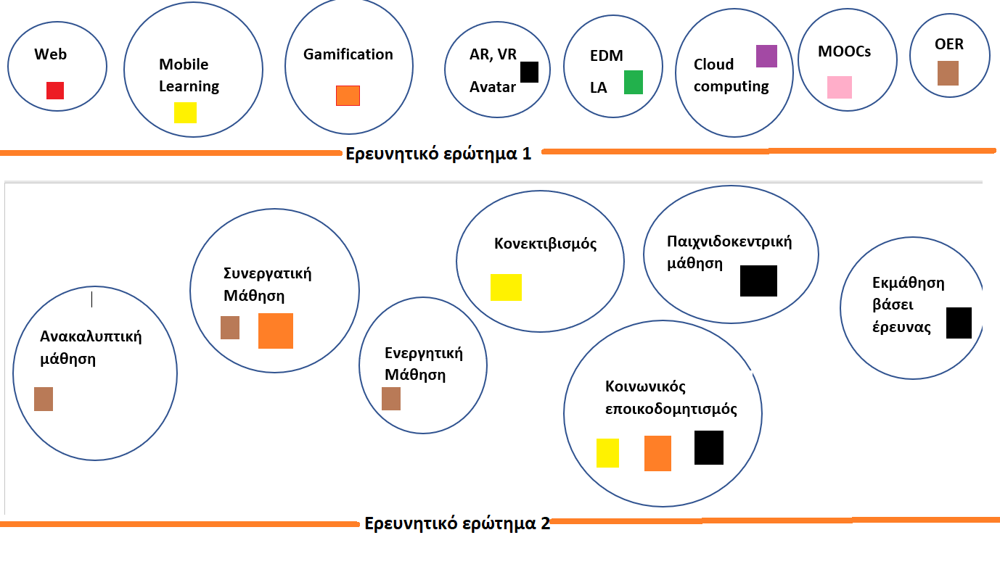 Web
Mobile
Learning
Gamification
AR, VR
Avatar
EDM
LA
Cloud
computing
MOOCs
OER
Ερευνητικό ερώτημα 1
Ανακαλυπτική
μάθηση
Συνεργατική
Μάθηση
Ενεργητική
Μάθηση
Κονεκτιβισμός
Παιχνιδοκεντρική
μάθηση
Κοινωνικός
εποικοδομητισμός
Εκμάθηση
βάσει
έρευνας
Ερευνητικό ερώτημα 2